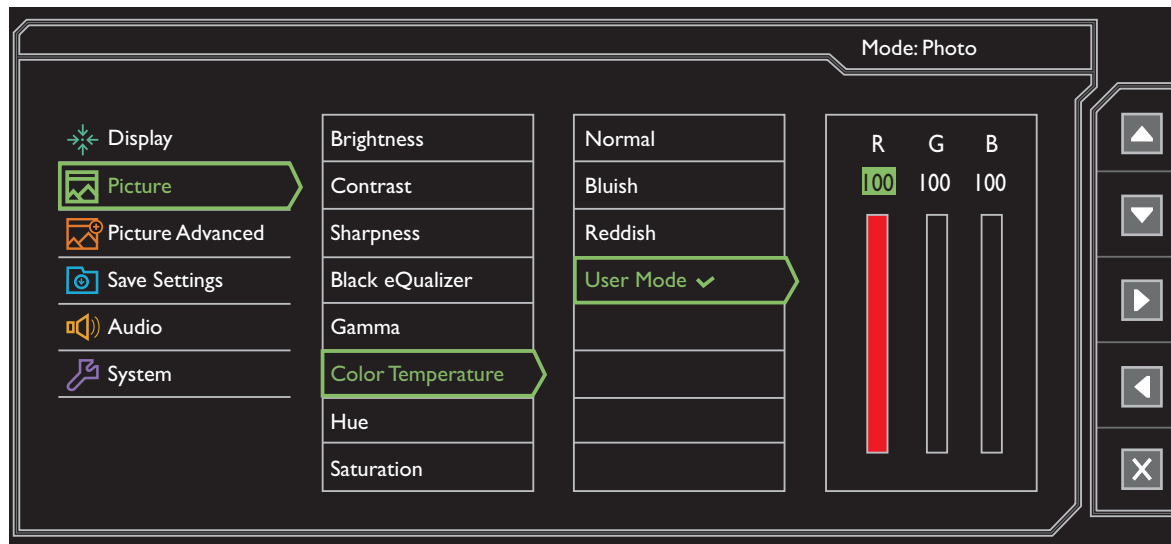 Mode: Photo
Display
Picture
Picture Advanced
Save Settings
Audio
System
Brightness
Contrast
Sharpness
Black eQualizer
Gamma
Color Temperature
Hue
Saturation
Normal
Bluish
Reddish
User Mode
R G B
100 100 100